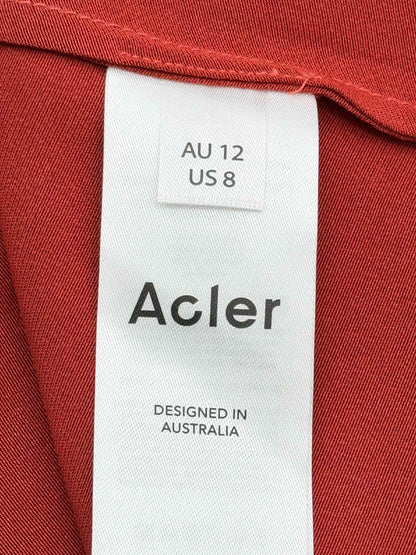 AU 12
US 8
Acler
DESIGNED IN
AUSTRALIA